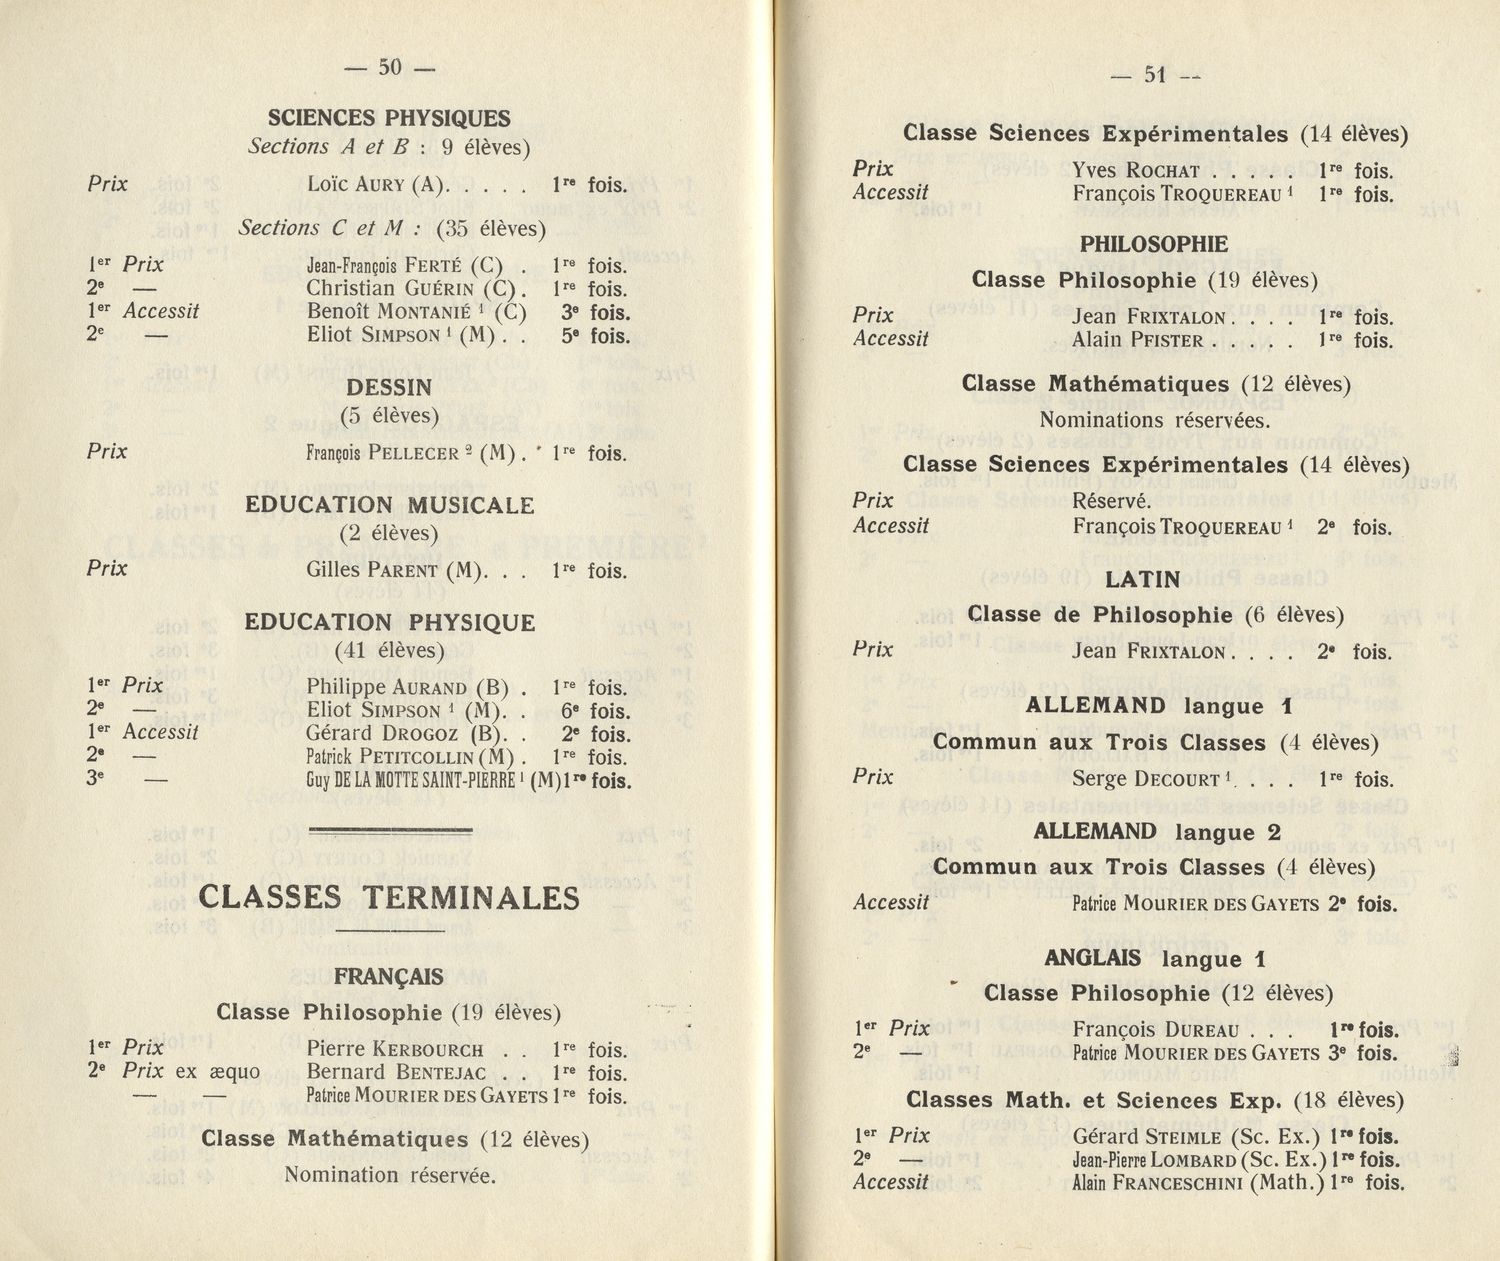 — 50 —
SCIENCES PHYSIQUES
Sections A et B : 9 élèves)
Prix Loïc AURY (A). . . . . 1re fois.
Sections C et M : (35 élèves)
1er Prix Jean-François FERTÉ (C) . 1re fois.
2e — Christian GUÉRIN (C). 1re fois.
1er Accessit Benoît MONTANIÉ 1 (C) 3e fois.
2e — Eliot SIMPSON 1 (M) . . 5e fois.
DESSIN
(5 élèves)
Prix François PELLECER 2 (M) . 1re fois.
EDUCATION MUSICALE
(2 élèves)
Prix Gilles PARENT (M). . . 1re fois.
EDUCATION PHYSIQUE
(41 élèves)
1er Prix Philippe AURAND (B) . 1re fois.
2e — Eliot SIMPSON 1 (M). . 6e fois.
1er Accessit Gérard DROGOZ (B). . 2e fois.
2e — Patrick PETITCOLLIN (M) . 1re fois.
3e — Guy DE LA MOTTE SAINT-PIERRE 1 (M) 1re fois.
CLASSES TERMINALES
FRANÇAIS
Classe Philosophie (19 élèves)
1er Prix Pierre KERBOURCH . . 1re fois.
2e Prix ex æquo Bernard BENTEJAC . . 1re fois.
— — Patrice MOURIER DES GAYETS 1re fois.
Classe Mathématiques (12 élèves)
Nomination réservée.
— 51 —
Classe Sciences Expérimentales (14 élèves)
Prix Yves ROCHAT . . . . . 1re fois.
Accessit François TROQUEREAU 1 1re fois.
PHILOSOPHIE
Classe Philosophie (19 élèves)
Prix Jean FRIXTALON . . . . 1re fois.
Accessit Alain PFISTER . . . . . 1re fois.
Classe Mathématiques (12 élèves)
Nominations réservées.
Classe Sciences Expérimentales (14 élèves)
Prix Réservé.
Accessit François TROQUEREAU 1 2e fois.
LATIN
Classe de Philosophie (6 élèves)
Prix Jean FRIXTALON . . . . 2e fois.
ALLEMAND langue 1
Commun aux Trois Classes (4 élèves)
Prix Serge DECOURT 1. . . . 1re fois.
ALLEMAND langue 2
Commun aux Trois Classes (4 élèves)
Accessit Patrice MOURIER DES GAYETS 2e fois.
ANGLAIS langue 1
Classe Philosophie (12 élèves)
1er Prix François DUREAU . . . 1re fois.
2e — Patrice MOURIER DES GAYETS 3e fois.
Classes Math. et Sciences Exp. (18 élèves)
1er Prix Gérard STEIMLE (Sc. Ex.) 1re fois.
2e — Jean-Pierre LOMBARD (Sc. Ex.) 1re fois.
Accessit Alain FRANCESCHINI (Math.) 1re fois.